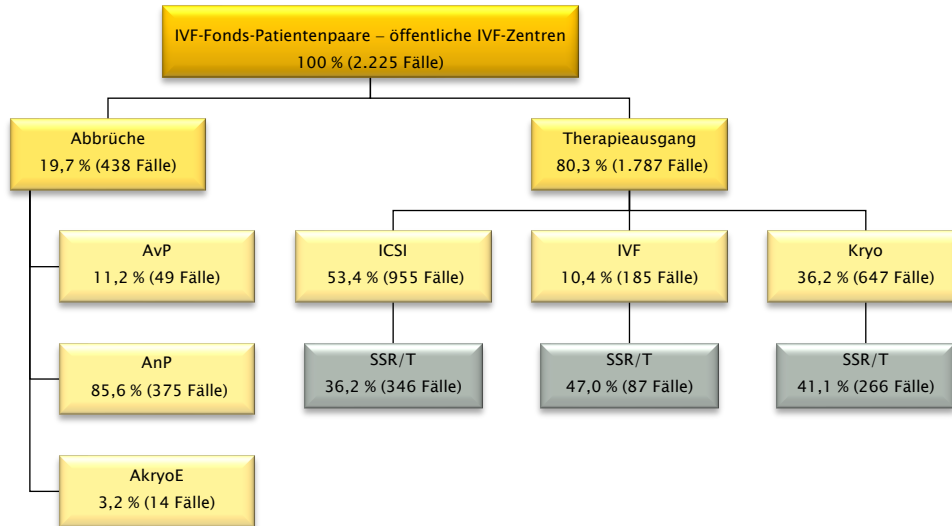 IVF-Fonds-Patientenpaare – öffentliche IVF-Zentren
100 % (2.225 Fälle)
Abbrüche
19,7 % (438 Fälle)
Therapieausgang
80,3 % (1.787 Fälle)
AvP
11,2 % (49 Fälle)
AnP
85,6 % (375 Fälle)
AkryoE
3,2 % (14 Fälle)
ICSI
53,4 % (955 Fälle)
SSR/T
36,2 % (346 Fälle)
IVF
10,4 % (185 Fälle)
SSR/T
47,0 % (87 Fälle)
Kryo
36,2 % (647 Fälle)
SSR/T
41,1 % (266 Fälle)